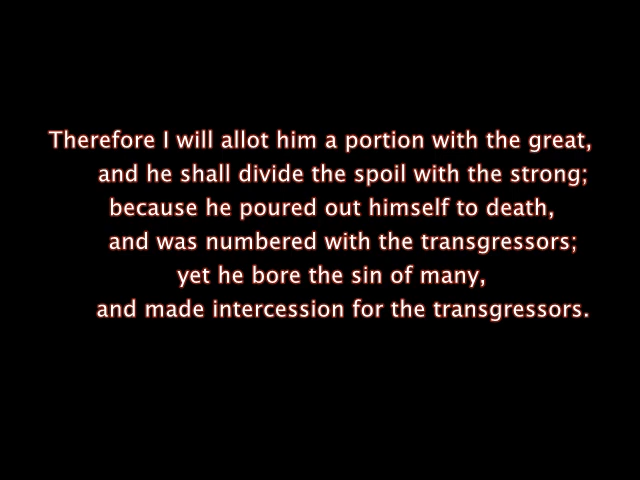 Therefore I will allot him a portion with the great,
and he shall divide the spoil with the strong;
because he poured out himself to death,
and was numbered with the transgressors;
yet he bore the sin of many,
and made intercession for the transgressors.